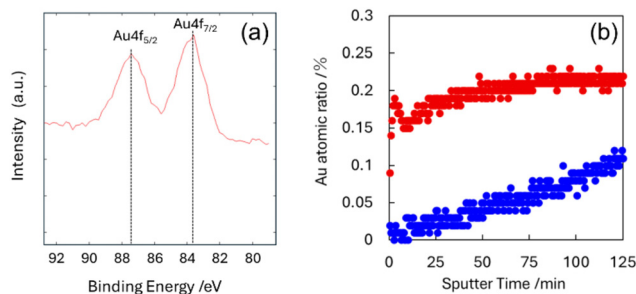 Au4f5/2
Au4f7/2
(a)
Intensity (a.u.)
92 90 88 86 84 82 80
Binding Energy /eV
(b)
Au atomic ratio /%
0.3
0.25
0.2
0.15
0.1
0.05
0
0 25 50 75 100 125
Sputter Time /min